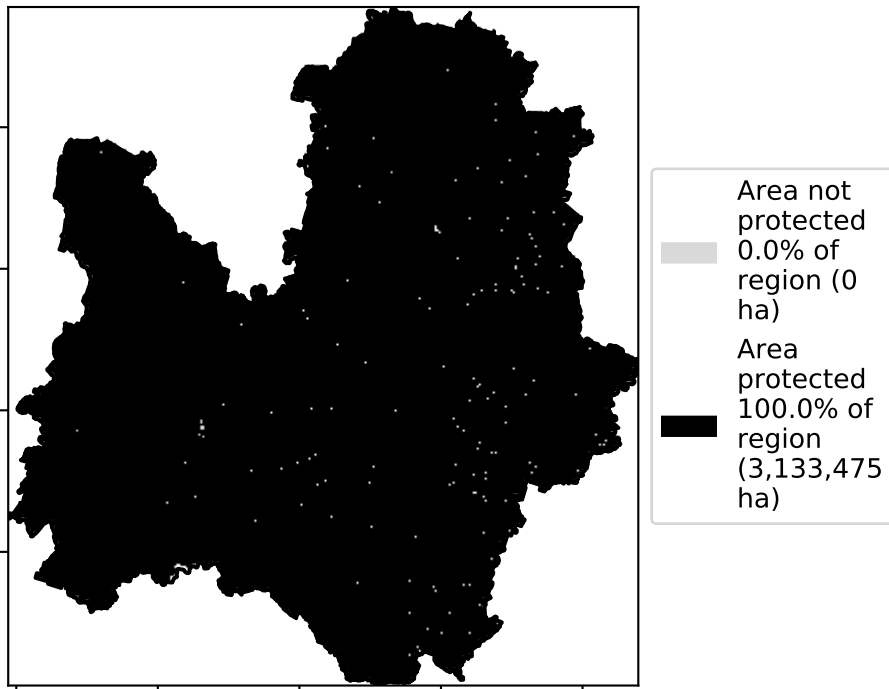 Area not
protected
0.0% of
region (0
ha)
Area
protected
100.0% of
region
(3,133,475
ha)